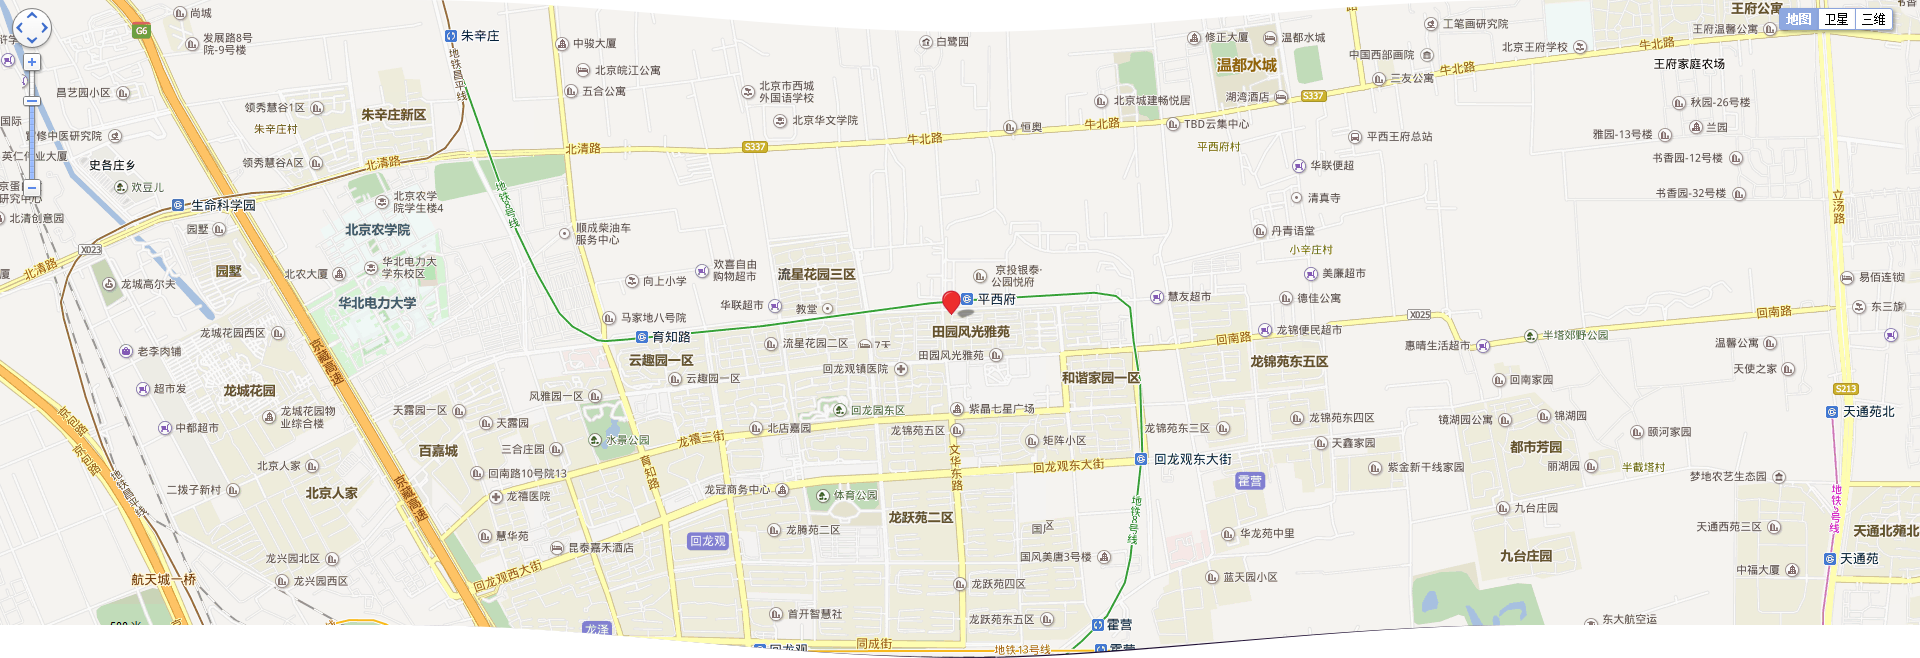 尚城
发展路8号
院-9号楼
G6
朱辛庄
中骏大厦
北京皖江公寓
五合公寓
白鹭园
修正大厦
温都水城
温都水城
工笔画研究院
中国西部画院
三友公寓
北京王府学校
牛北路
王府公寓
王府温馨公寓
地图
卫星
三维
王府家庭农场
昌艺园小区
领秀慧谷1区
朱辛庄村
朱辛庄新区
地铁昌平线
北京市西城
外国语学校
北京华文学院
北京城建畅悦居
湖湾酒店
S337
牛北路
TBD云集中心
恒奥
牛北路
牛北路
平西王府总站
平西府村
秋园-26号楼
兰园
雅园-13号楼
书香园-12号楼
书香园-32号楼
国际
修中医研究院
英仁伟业大厦
史各庄乡
领秀慧谷A区
北清路
北清路
S337
华联便超
清真寺
立汤路
欢豆儿
研究中心
北清创意园
生命科学园
园墅
北京农学
院学生楼4
北京农学院
地铁8号线
顺成柴油车
服务中心
丹青语堂
小辛庄村
X023
北清路
园墅
龙城高尔夫
北农大厦
华北电力大
学东校区
华北电力大学
向上小学
欢喜自由
购物超市
流星花园三区
京投银泰·
公园悦府
平西府
美廉超市
德佳公寓
慧友超市
易佰连锁
东三旗
华联超市
教堂
马家地八号院
育知路
田园风光雅苑
X025
回南路
回南路
龙锦便民超市
半塔郊野公园
惠晴生活超市
温馨公寓
天使之家
龙城花园西区
老李肉铺
京藏高速
超市发
龙城花园
流星花园二区
7天
田园风光雅苑
云趣园一区
云趣园一区
回龙观镇医院
和谐家园一区
龙锦苑东五区
回南家园
S213
天通苑北
龙城花园物
业综合楼
中都超市
天露园一区
天露园
风雅园一区
回龙园东区
紫晶七星广场
北店嘉园
龙锦苑五区
矩阵小区
龙锦苑东三区
龙锦苑东四区
天鑫家园
镜湖园公寓
锦湖园
颐河家园
都市芳园
水景公园
龙禧三街
三合庄园
百嘉城
京包路
京包路
北京人家
北京人家
二拨子新村
地铁昌平线
回南路10号院13
龙禧医院
育知路
文华东路
回龙观东大街
回龙观东大街
霍营
紫金新干线家园
丽湖园
半截塔村
梦地农艺生态园
龙冠商务中心
体育公园
龙跃苑二区
地铁8号线
九台庄园
九台庄园
天通西苑三区
地铁5号线
天通北苑
京藏高速
慧华苑
昆泰嘉禾酒店
回龙观
龙腾苑二区
国风美唐3号楼
华龙苑中里
蓝天园小区
中福大厦
天通苑
龙兴园北区
龙兴园西区
航天城一桥
回龙观西大街
龙跃苑四区
首开智慧社
龙跃苑东五区
霍营
东大航空运
龙泽
回龙观
同成街
地铁13号线
霍营